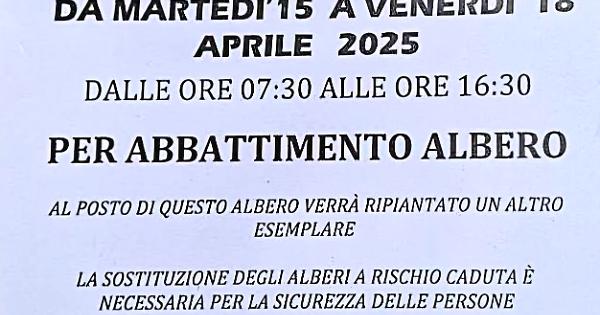 DA MARTEDI'15 A VENERDI' 18
APRILE 2025
DALLE ORE 07:30 ALLE ORE 16:30
PER ABBATTIMENTO ALBERO
AL POSTO DI QUESTO ALBERO VERRÀ RIPIANTATO UN ALTRO
ESEMPLARE
LA SOSTITUZIONE DEGLI ALBERI A RISCHIO CADUTA È
NECESSARIA PER LA SICUREZZA DELLE PERSONE